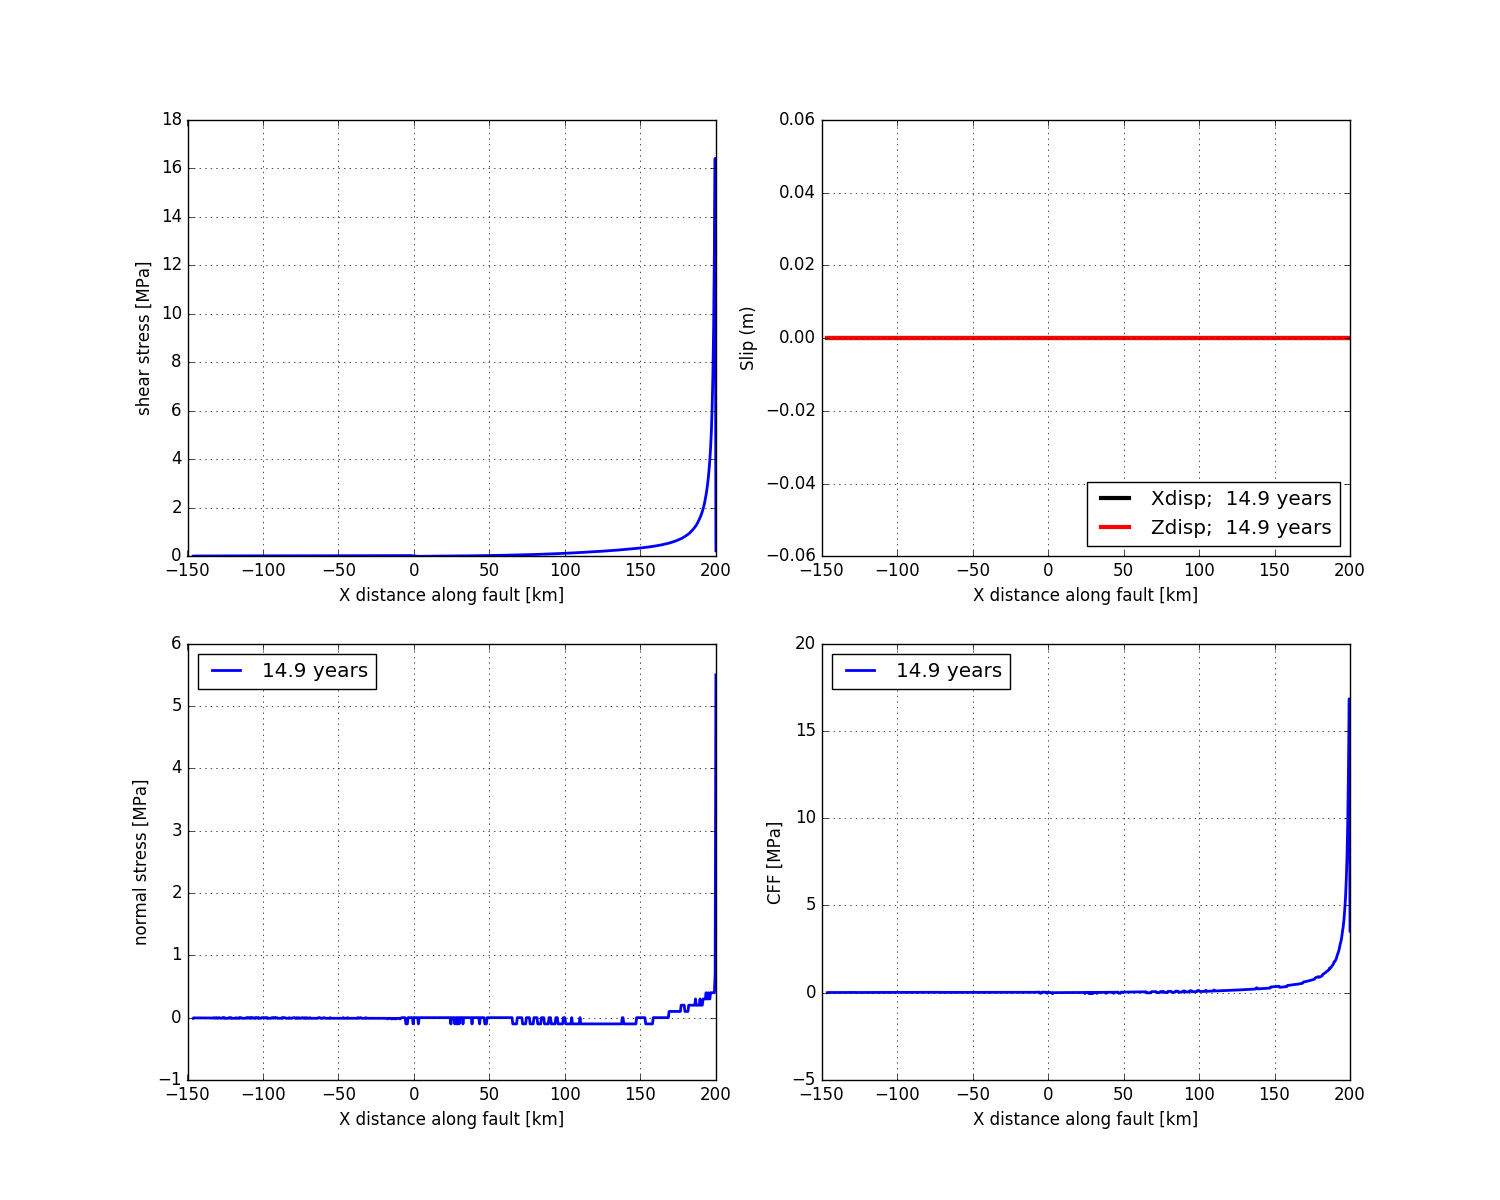 18
16
14
12
10
8
6
4
2
0
shear stress [MPa]
−150 −100 −50 0 50 100 150 200
X distance along fault [km]
0.06
0.04
0.02
0.00
−0.02
−0.04
−0.06
Slip (m)
Xdisp; 14.9 years
Zdisp; 14.9 years
−150 −100 −50 0 50 100 150 200
X distance along fault [km]
6
5
4
3
2
1
0
−1
normal stress [MPa]
14.9 years
−150 −100 −50 0 50 100 150 200
X distance along fault [km]
20
15
10
5
0
−5
CFF [MPa]
14.9 years
−150 −100 −50 0 50 100 150 200
X distance along fault [km]